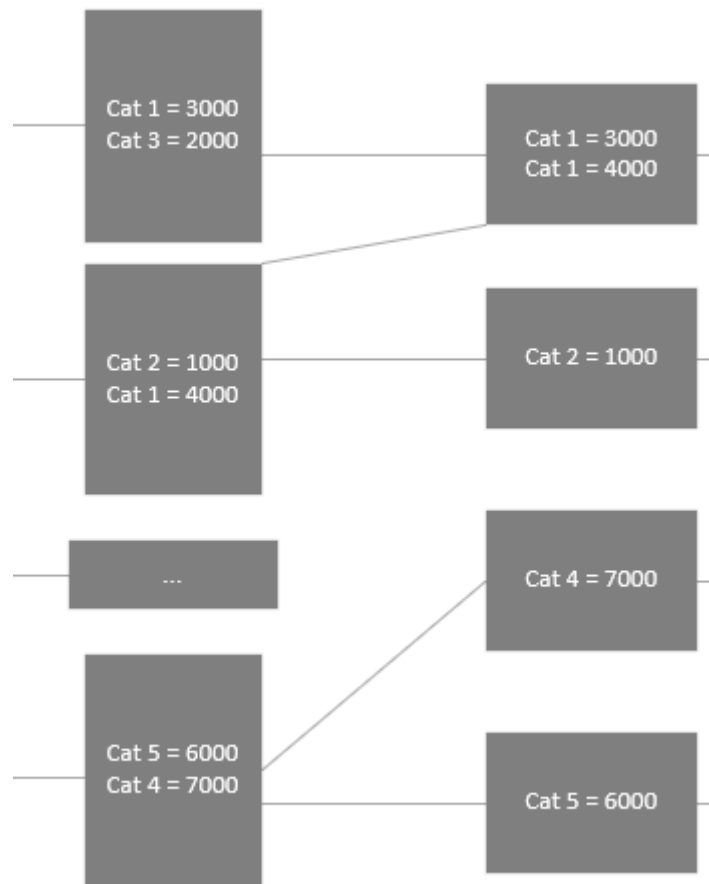 Cat 1 = 3000
Cat 3 = 2000
Cat 2 = 1000
Cat 1 = 4000
...
Cat 5 = 6000
Cat 4 = 7000
Cat 1 = 3000
Cat 1 = 4000
Cat 2 = 1000
Cat 4 = 7000
Cat 5 = 6000